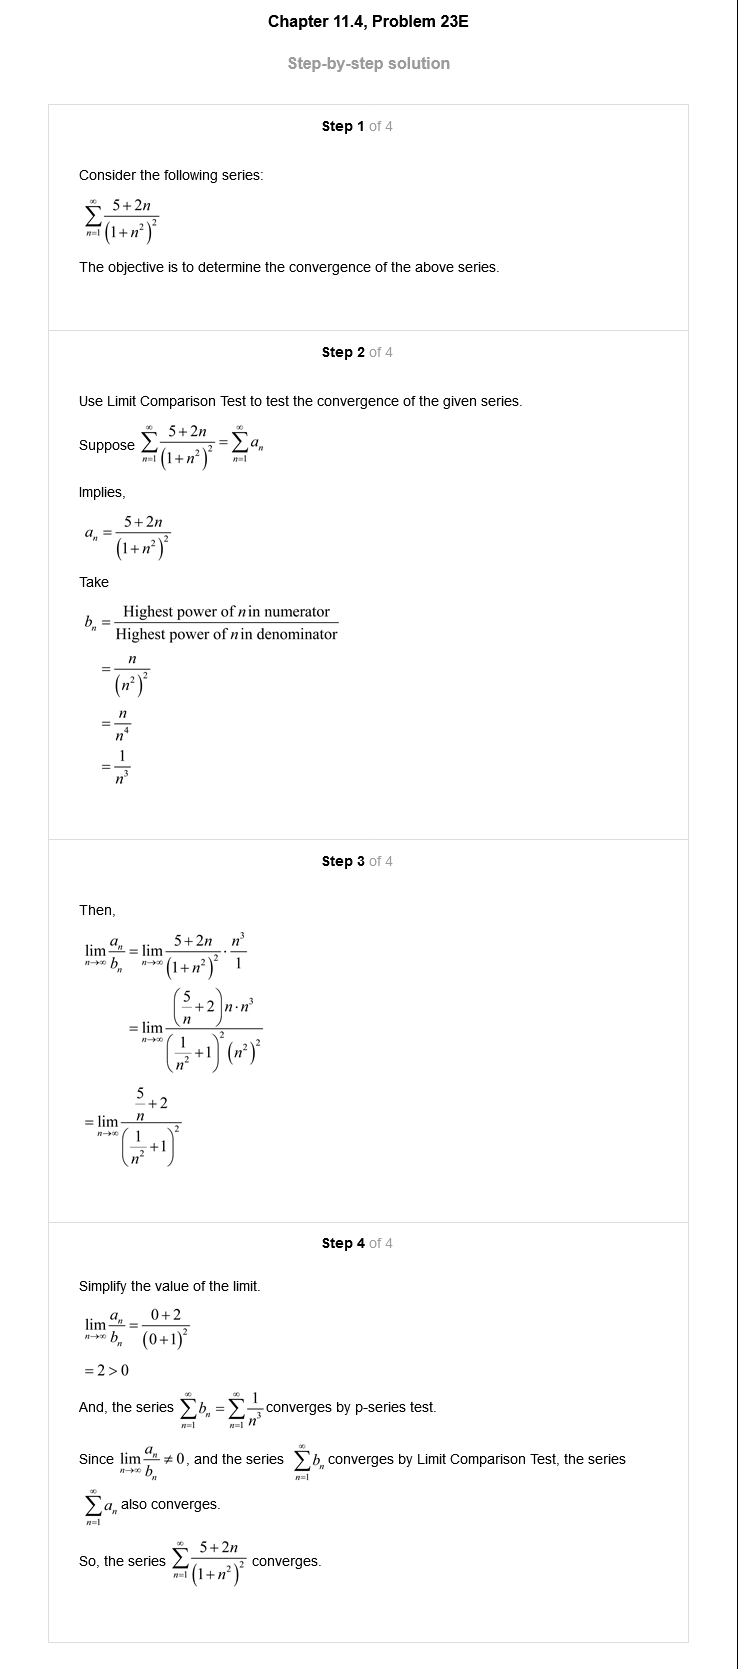 Chapter 11.4, Problem 23E
Step-by-step solution
Step 1 of 4
Consider the following series:
$\sum_{n=1}^{\infty} \frac{5+2n}{(1+n^2)^2}$
The objective is to determine the convergence of the above series.
Step 2 of 4
Use Limit Comparison Test to test the convergence of the given series.
Suppose $\sum_{n=1}^{\infty} \frac{5+2n}{(1+n^2)^2} = \sum_{n=1}^{\infty} a_n$
Implies,
$a_n = \frac{5+2n}{(1+n^2)^2}$
Take
$b_n = \frac{\text{Highest power of } n \text{ in numerator}}{\text{Highest power of } n \text{ in denominator}}$
$= \frac{n}{(n^2)^2}$
$= \frac{n}{n^4}$
$= \frac{1}{n^3}$
Step 3 of 4
Then,
$\lim_{n \to \infty} \frac{a_n}{b_n} = \lim_{n \to \infty} \frac{5+2n}{(1+n^2)^2} \cdot \frac{n^3}{1}$
$= \lim_{n \to \infty} \frac{\left(\frac{5}{n}+2\right) n \cdot n^3}{\left(\frac{1}{n^2}+1\right)^2 (n^2)^2}$
$= \lim_{n \to \infty} \frac{\frac{5}{n}+2}{\left(\frac{1}{n^2}+1\right)^2}$
Step 4 of 4
Simplify the value of the limit.
$\lim_{n \to \infty} \frac{a_n}{b_n} = \frac{0+2}{(0+1)^2}$
$= 2 > 0$
And, the series $\sum_{n=1}^{\infty} b_n = \sum_{n=1}^{\infty} \frac{1}{n^3}$ converges by p-series test.
Since $\lim_{n \to \infty} \frac{a_n}{b_n} \neq 0$, and the series $\sum_{n=1}^{\infty} b_n$ converges by Limit Comparison Test, the series
$\sum_{n=1}^{\infty} a_n$ also converges.
So, the series $\sum_{n=1}^{\infty} \frac{5+2n}{(1+n^2)^2}$ converges.